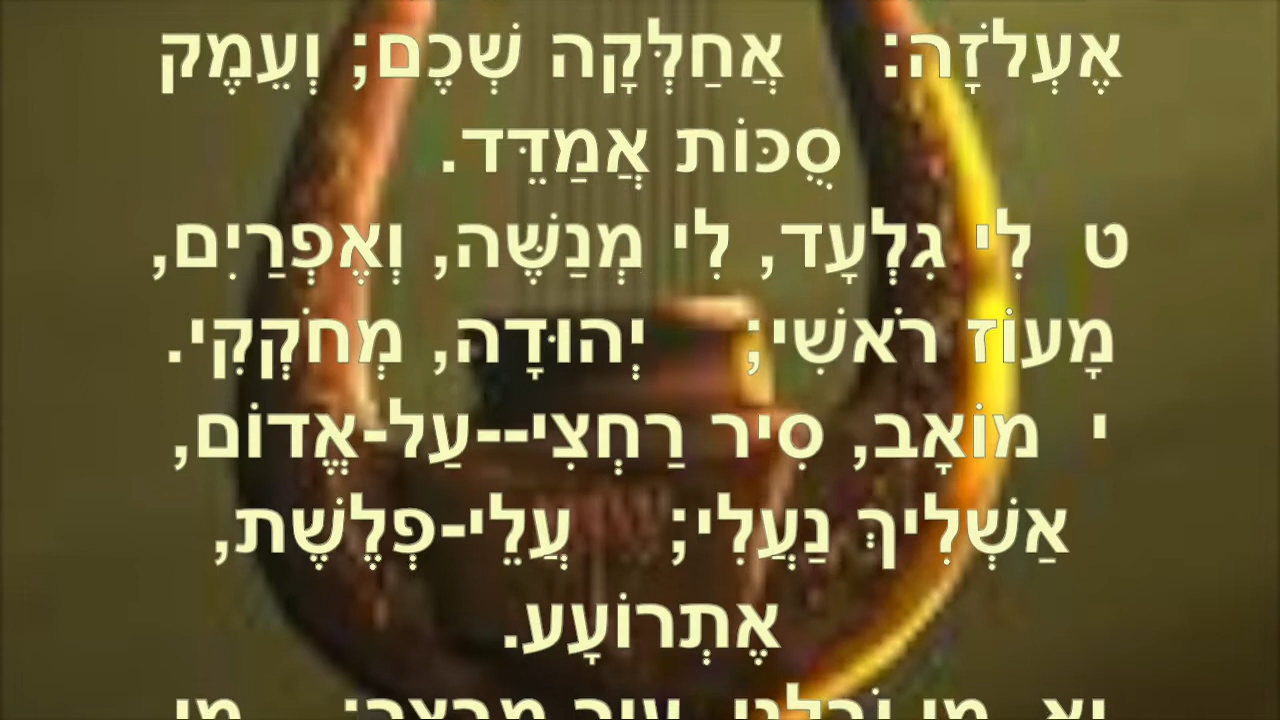 אֶעְלֹזָה: אֲחַלְּקָה שְׁכֶם; וְעֵמֶק
סֻכּוֹת אֲמַדֵּד.
ט לִי גִלְעָד, לִי מְנַשֶּׁה, וְאֶפְרַיִם,
מָעוֹז רֹאשִׁי; יְהוּדָה, מְחֹקְקִי.
י מוֹאָב, סִיר רַחְצִי--עַל-אֱדוֹם,
אַשְׁלִיךְ נַעֲלִי; עֲלֵי-פְלֶשֶׁת,
אֶתְרוֹעָע.